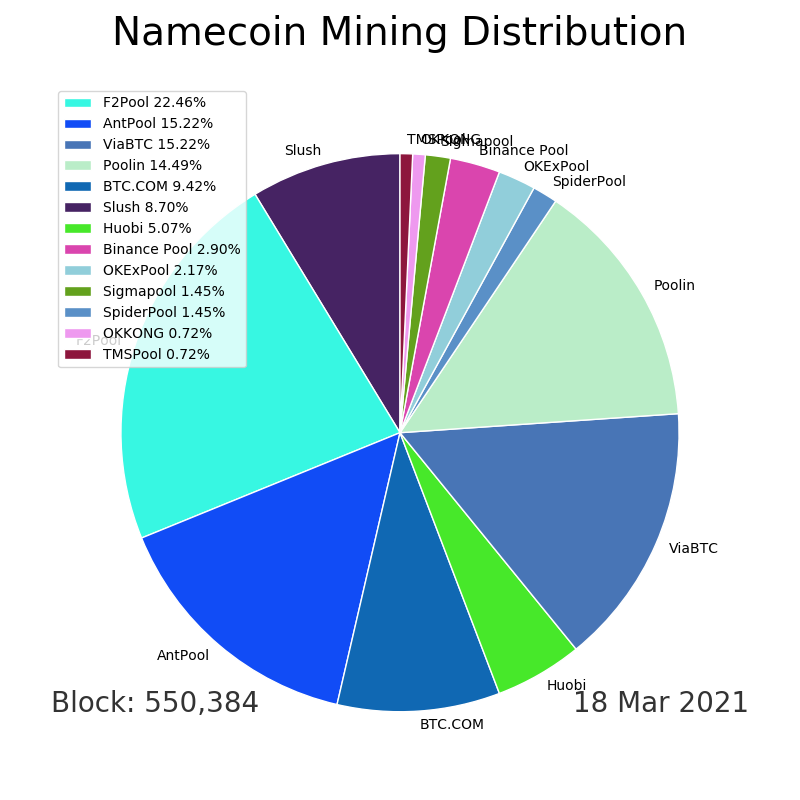 Namecoin Mining Distribution
F2Pool 22.46%
AntPool 15.22%
ViaBTC 15.22%
Poolin 14.49%
BTC.COM 9.42%
Slush 8.70%
Huobi 5.07%
Binance Pool 2.90%
OKExPool 2.17%
Sigmapool 1.45%
SpiderPool 1.45%
OKKONG 0.72%
TMSPool 0.72%
Slush
TMSPool
OKKONG
Sigmapool
Binance Pool
OKExPool
SpiderPool
Poolin
F2Pool
ViaBTC
AntPool
Huobi
BTC.COM
Block: 550,384
18 Mar 2021